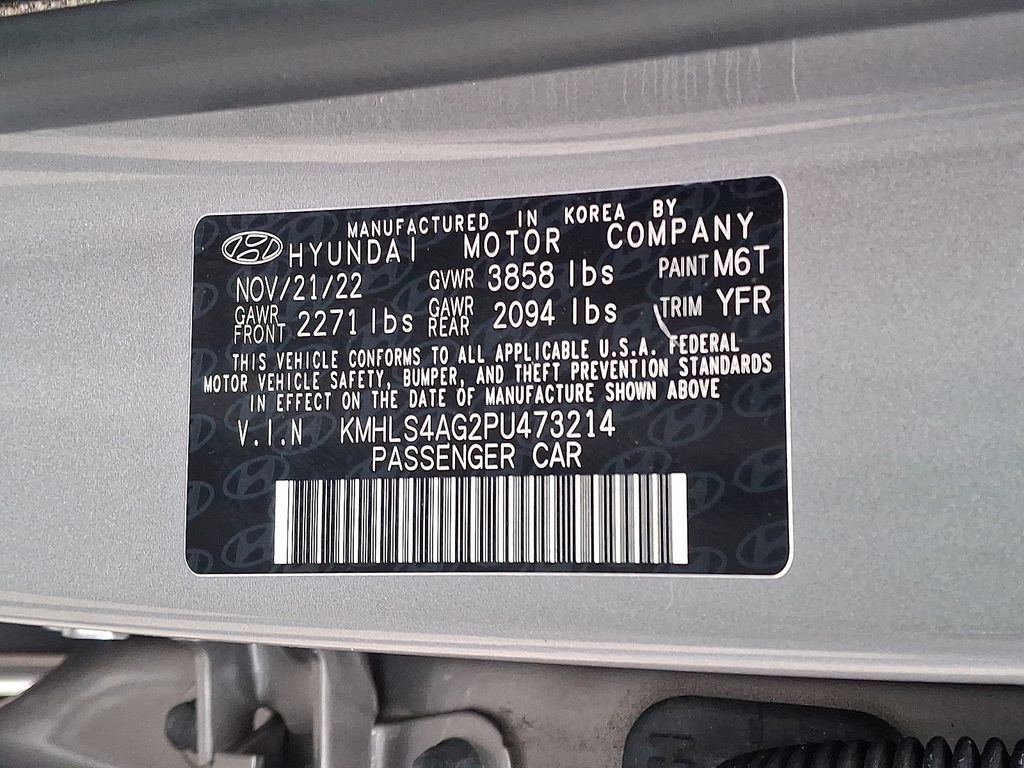 MANUFACTURED IN KOREA BY
HYUNDAI MOTOR COMPANY
NOV/21/22 GVWR 3858 lbs PAINT M6T
GAWR FRONT 2271 lbs GAWR REAR 2094 lbs TRIM YFR
THIS VEHICLE CONFORMS TO ALL APPLICABLE U.S.A. FEDERAL
MOTOR VEHICLE SAFETY, BUMPER, AND THEFT PREVENTION STANDARDS
IN EFFECT ON THE DATE OF MANUFACTURE SHOWN ABOVE
V.I.N KMHLS4AG2PU473214
PASSENGER CAR